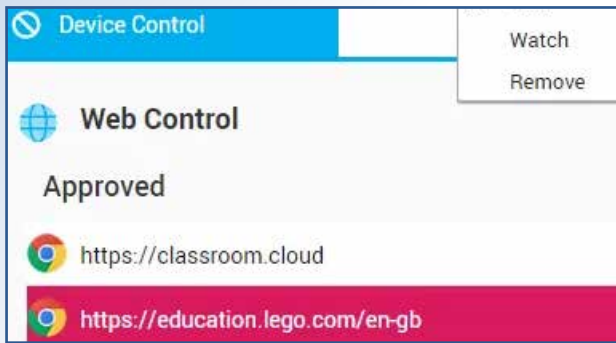 Device Control
Watch
Remove
Web Control
Approved
https://classroom.cloud
https://education.lego.com/en-gb